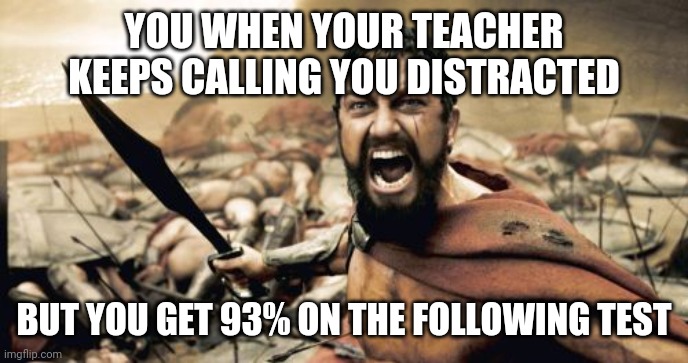 YOU WHEN YOUR TEACHER
KEEPS CALLING YOU DISTRACTED
BUT YOU GET 93% ON THE FOLLOWING TEST
imgflip.com